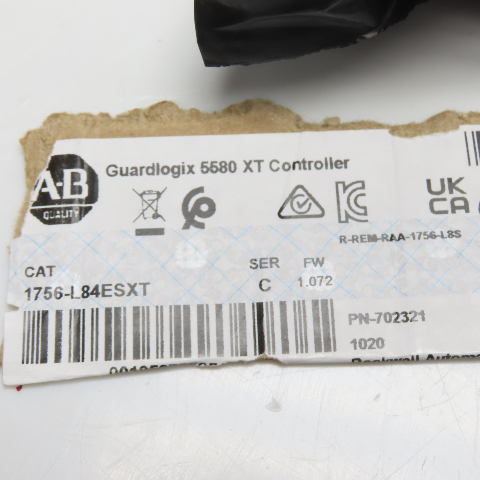 Guardlogix 5580 XT Controller
A-B
QUALITY
UK
CA
R-REM-RAA-1756-L8S
CAT SER FW
1756-L84ESXT C 1.072
PN-702321
1020